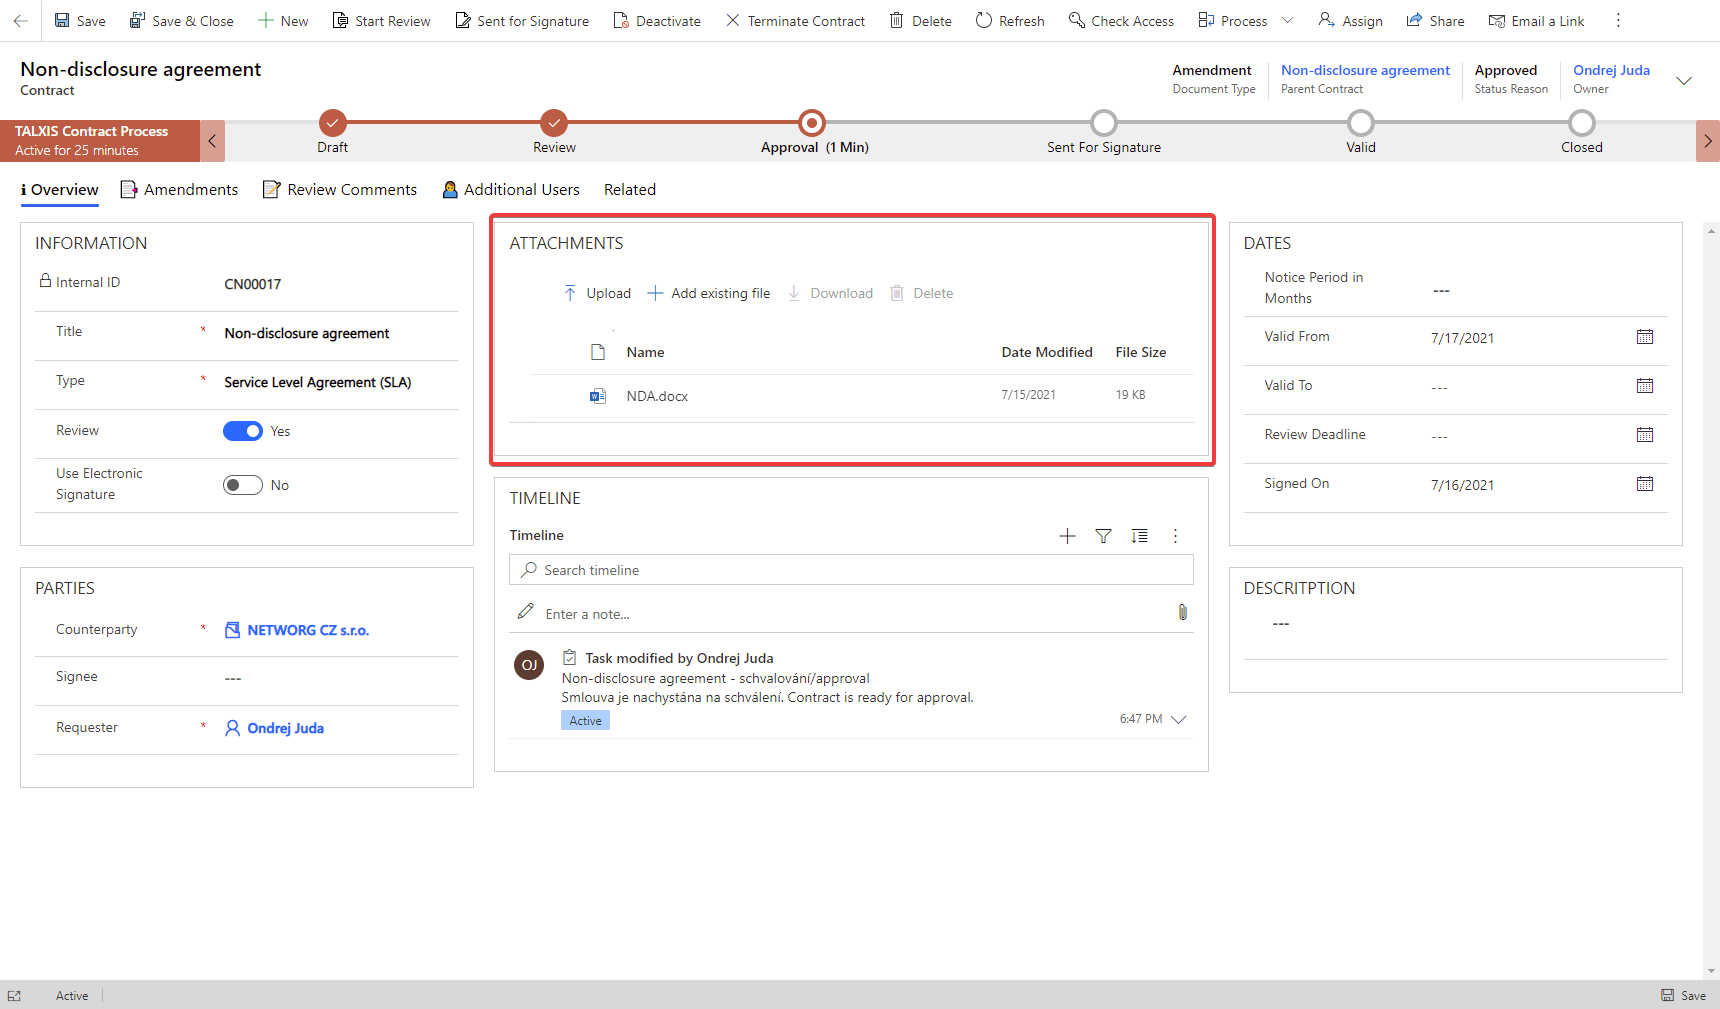 Save
Save & Close
New
Start Review
Sent for Signature
Deactivate
Terminate Contract
Delete
Refresh
Check Access
Process
Assign
Share
Email a Link
Non-disclosure agreement
Contract
Amendment
Document Type
Non-disclosure agreement
Parent Contract
Approved
Status Reason
Ondrej Juda
Owner
TALXIS Contract Process
Active for 25 minutes
Draft
Review
Approval (1 Min)
Sent For Signature
Valid
Closed
Overview
Amendments
Review Comments
Additional Users
Related
INFORMATION
Internal ID
CN00017
Title
*
Non-disclosure agreement
Type
*
Service Level Agreement (SLA)
Review
Yes
Use Electronic
Signature
No
PARTIES
Counterparty
*
NETWORG CZ s.r.o.
Signee
---
Requester
*
Ondrej Juda
ATTACHMENTS
Upload
Add existing file
Download
Delete
Name
Date Modified
File Size
NDA.docx
7/15/2021
19 KB
TIMELINE
Timeline
Search timeline
Enter a note...
OJ
Task modified by Ondrej Juda
Non-disclosure agreement - schvalování/approval
Smlouva je nachystána na schválení. Contract is ready for approval.
Active
6:47 PM
DATES
Notice Period in
Months
---
Valid From
7/17/2021
Valid To
---
Review Deadline
---
Signed On
7/16/2021
DESCRITPTION
---
Active
Save